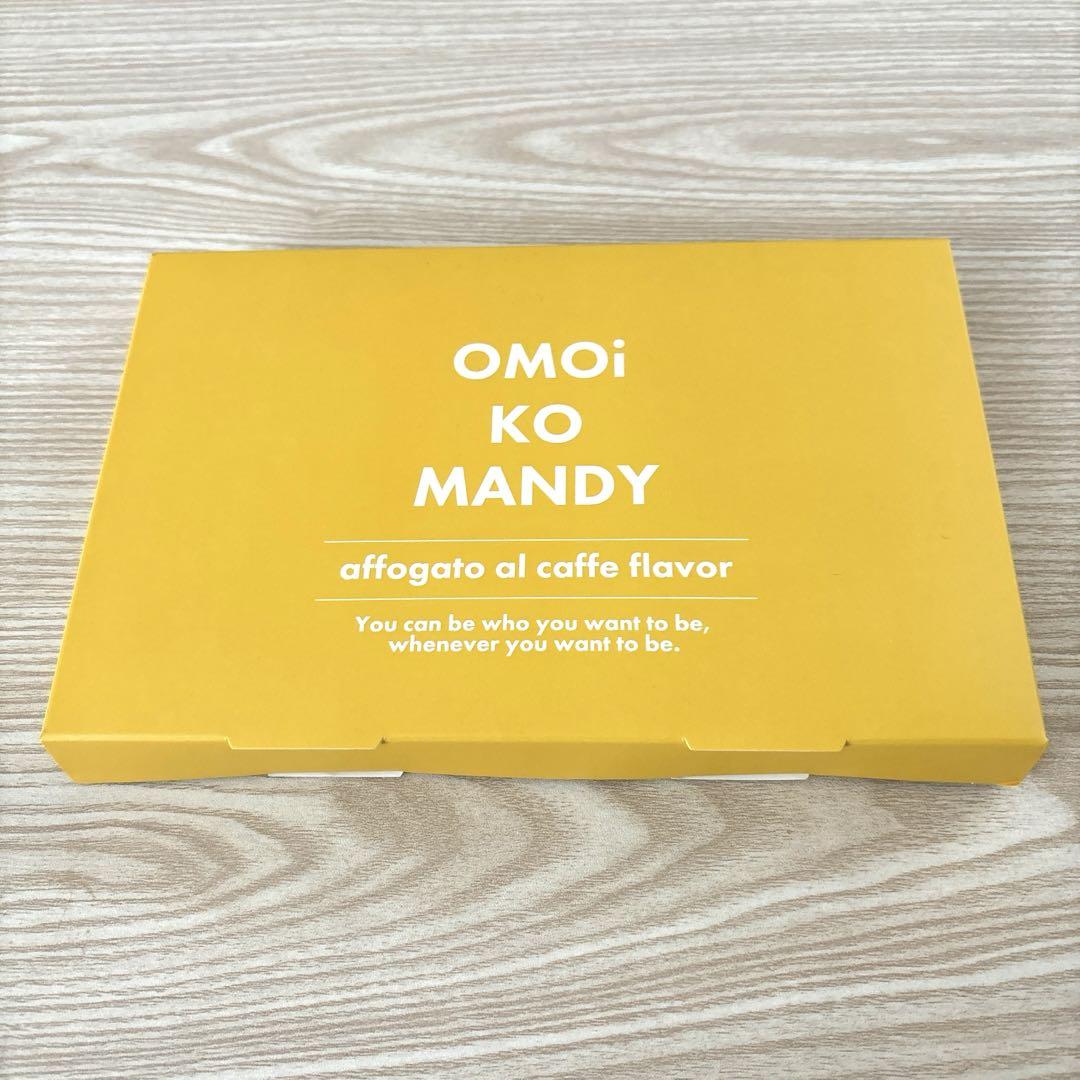 OMOi
KO
MANDY
affogato al caffe flavor
You can be who you want to be,
whenever you want to be.